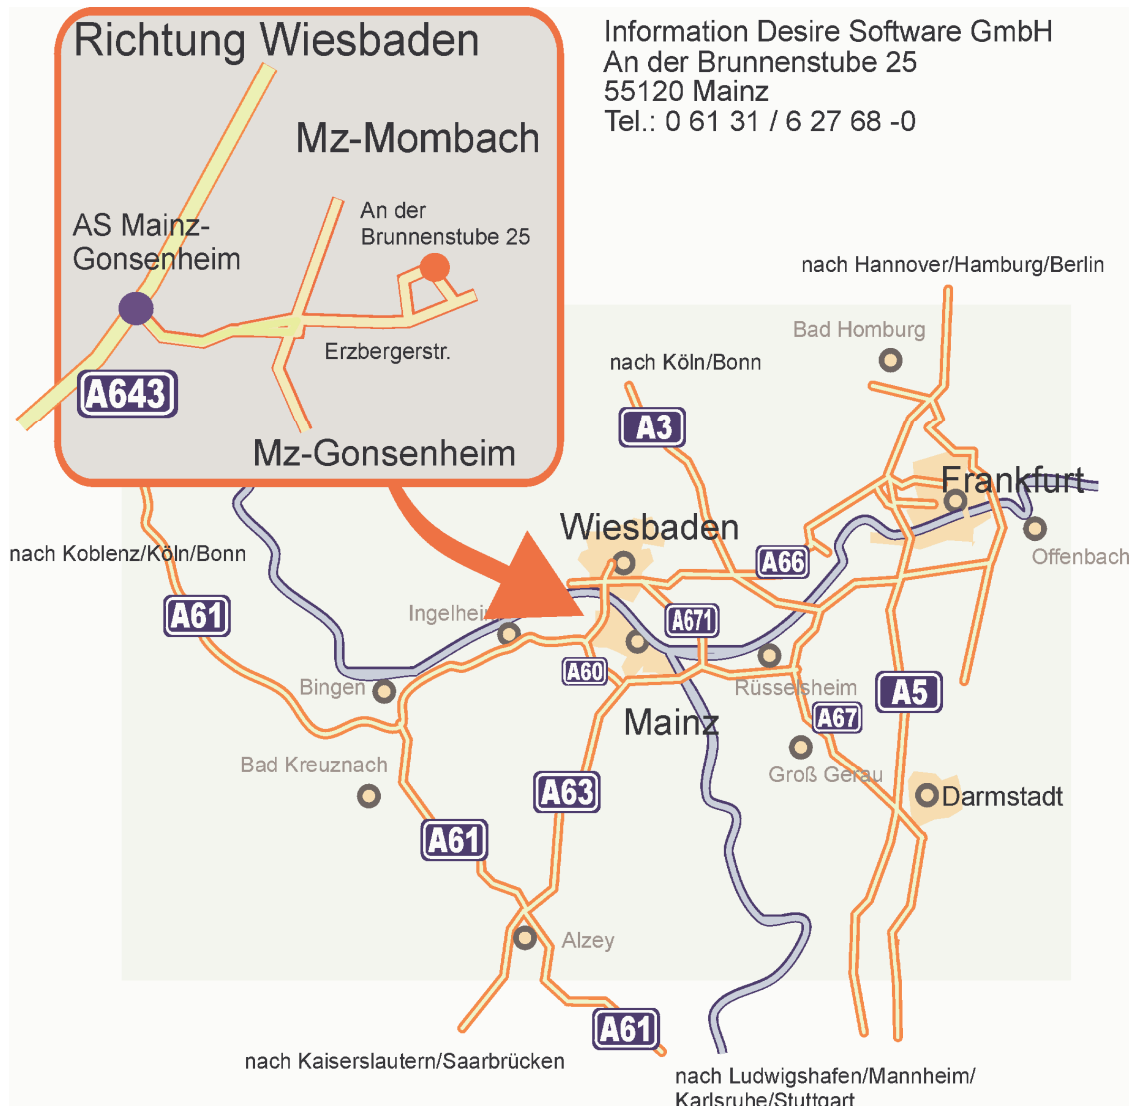 Richtung Wiesbaden
Information Desire Software GmbH
An der Brunnenstube 25
55120 Mainz
Tel.: 0 61 31 / 6 27 68 -0
Mz-Mombach
An der
Brunnenstube 25
AS Mainz-
Gonsenheim
Erzbergerstr.
A643
Mz-Gonsenheim
nach Hannover/Hamburg/Berlin
Bad Homburg
nach Köln/Bonn
A3
Frankfurt
Wiesbaden
Offenbach
nach Koblenz/Köln/Bonn
A66
A61
Ingelheim
A671
A60
Bingen
Rüsselsheim
A5
Mainz
A67
Bad Kreuznach
Groß Gerau
A63
Darmstadt
A61
Alzey
A61
nach Kaiserslautern/Saarbrücken
nach Ludwigshafen/Mannheim/
Karlsruhe/Stuttgart